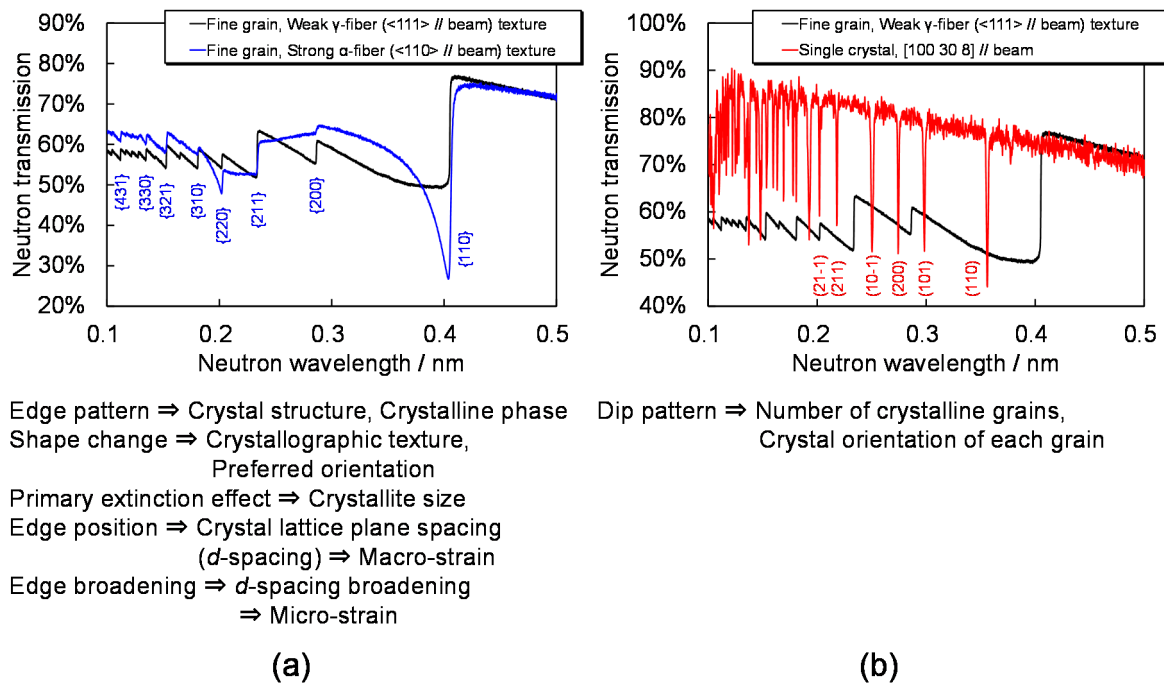 Fine grain, Weak γ-fiber (<111> // beam) texture
Fine grain, Strong α-fiber (<110> // beam) texture
90%
80%
70%
60%
50%
40%
30%
20%
Neutron transmission
{431}
{330}
{321}
{310}
{220}
{211}
{200}
{110}
0.1 0.2 0.3 0.4 0.5
Neutron wavelength / nm
Edge pattern ⇒ Crystal structure, Crystalline phase
Shape change ⇒ Crystallographic texture,
Preferred orientation
Primary extinction effect ⇒ Crystallite size
Edge position ⇒ Crystal lattice plane spacing
(d-spacing) ⇒ Macro-strain
Edge broadening ⇒ d-spacing broadening
⇒ Micro-strain
(a)
Fine grain, Weak γ-fiber (<111> // beam) texture
Single crystal, [100 30 8] // beam
100%
90%
80%
70%
60%
50%
40%
Neutron transmission
(21-1)
(211)
(10-1)
(200)
(101)
(110)
0.1 0.2 0.3 0.4 0.5
Neutron wavelength / nm
Dip pattern ⇒ Number of crystalline grains,
Crystal orientation of each grain
(b)